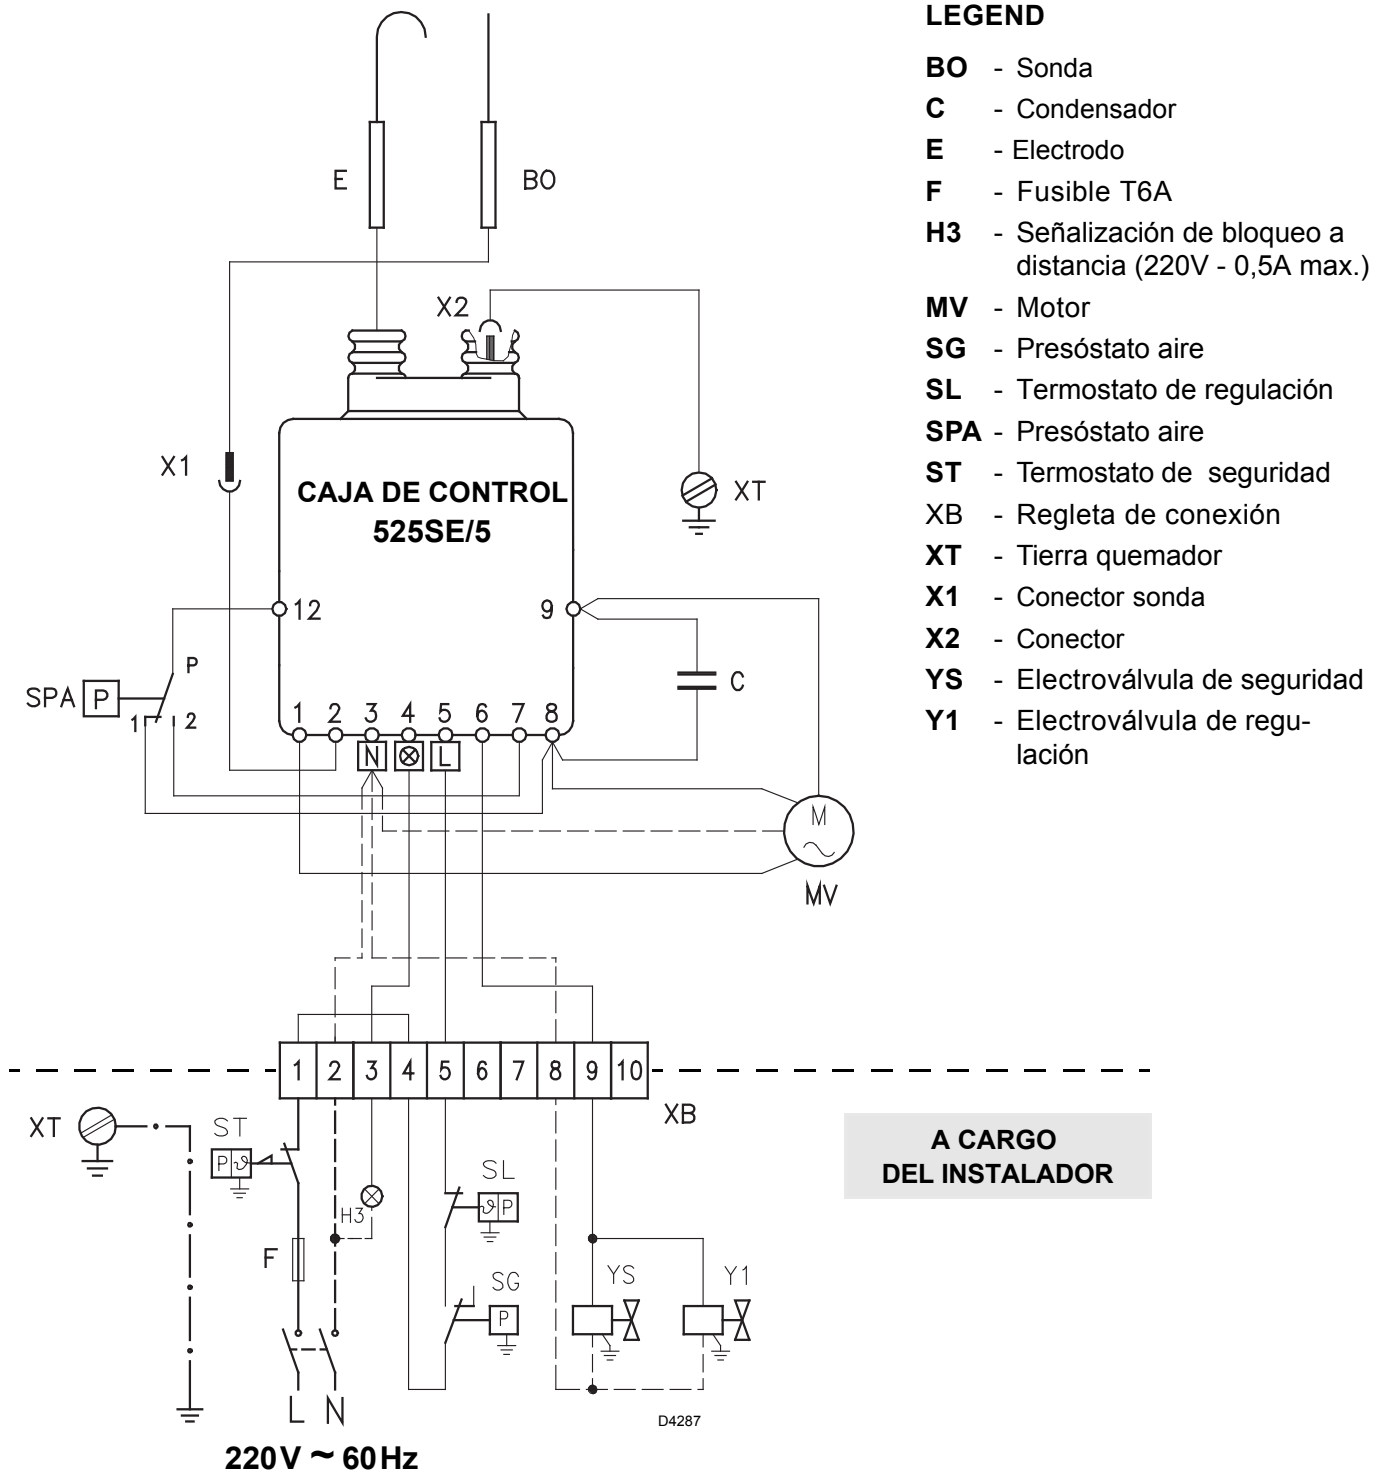 LEGEND
BO - Sonda
C - Condensador
E - Electrodo
F - Fusible T6A
H3 - Señalización de bloqueo a
distancia (220V - 0,5A max.)
MV - Motor
SG - Presóstato aire
SL - Termostato de regulación
SPA - Presóstato aire
ST - Termostato de seguridad
XB - Regleta de conexión
XT - Tierra quemador
X1 - Conector sonda
X2 - Conector
YS - Electroválvula de seguridad
Y1 - Electroválvula de regu-
lación
E
BO
X2
X1
CAJA DE CONTROL
525SE/5
XT
12
9
P
SPA P
1
2
C
1 2 3 4 5 6 7 8
N
L
M
MV
1 2 3 4 5 6 7 8 9 10
XB
XT
ST
P ϑ
H3
SL
ϑ P
F
SG
P
YS
Y1
A CARGO
DEL INSTALADOR
L N
D4287
220V ~ 60Hz